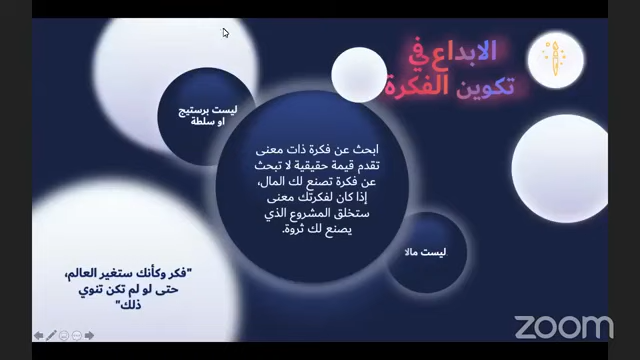 الابداع في
تكوين الفكرة
ليست برستيج
او سلطة
ابحث عن فكرة ذات معنى
تقدم قيمة حقيقية لا تبحث
عن فكرة تصنع لك المال،
إذا كان لفكرتك معنى
ستخلق المشروع الذي
يصنع لك ثروة.
ليست مالا
"فكر وكأنك ستغير العالم،
حتى لو لم تكن تنوي
ذلك"
zoom